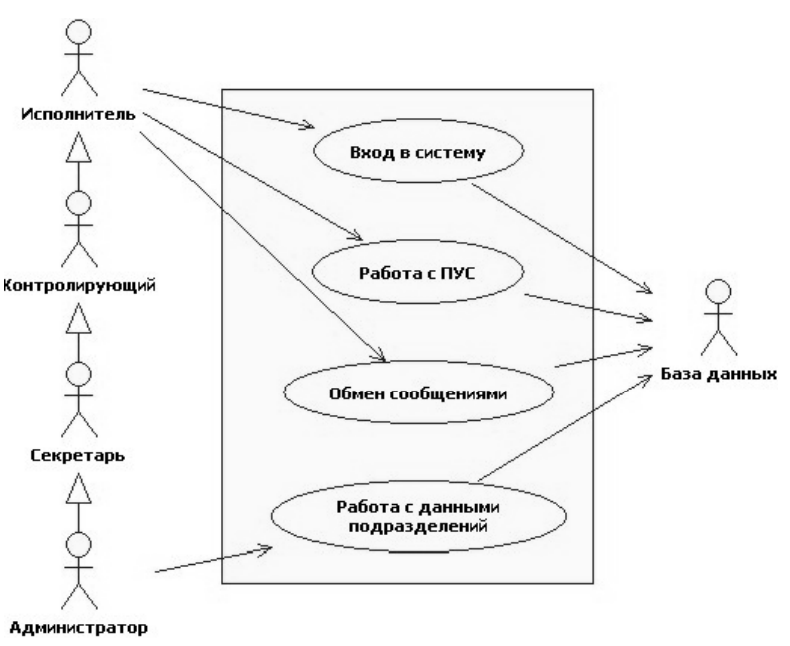 Исполнитель
Вход в систему
Работа с ПУС
Контролирующий
База данных
Обмен сообщениями
Секретарь
Работа с данными
подразделений
Администратор